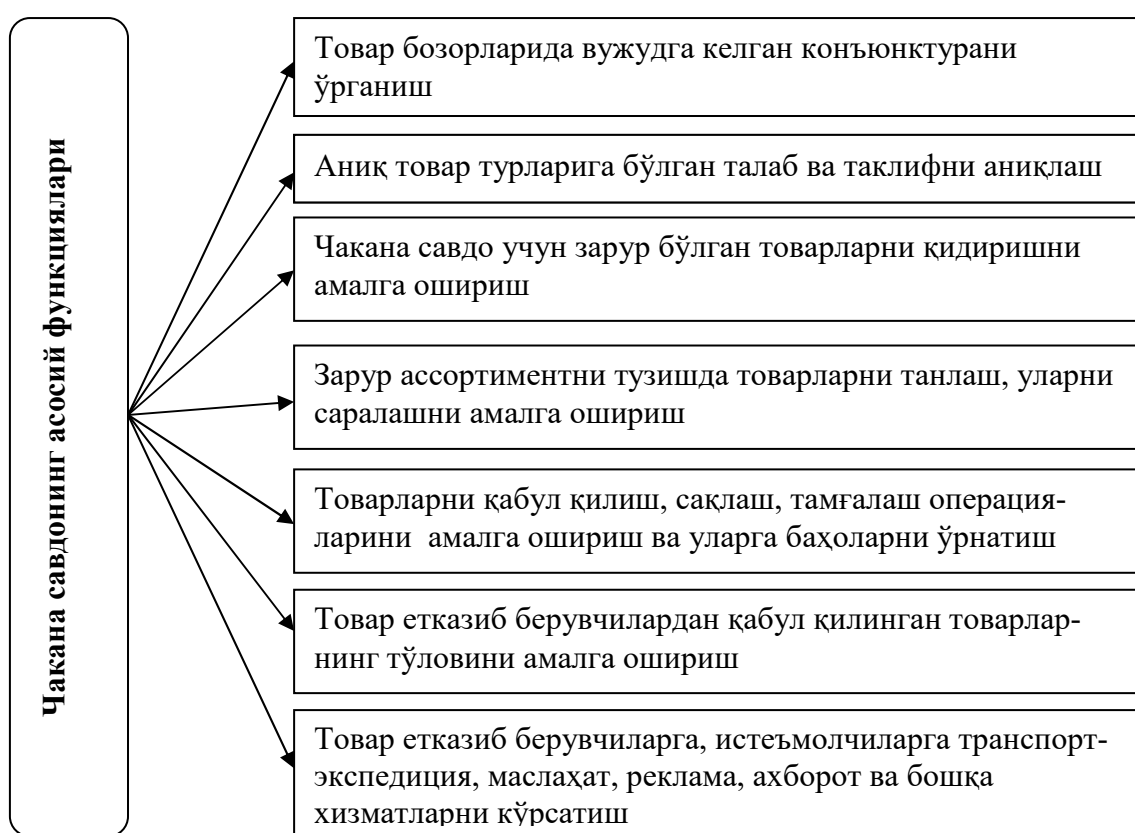 Чакана савдонинг асосий функциялари
Товар бозорларида вужудга келган конъюнктурани
ўрганиш
Аниқ товар турларига бўлган талаб ва таклифни аниқлаш
Чакана савдо учун зарур бўлган товарларни қидиришни
амалга ошириш
Зарур ассортиментни тузишда товарларни танлаш, уларни
саралашни амалга ошириш
Товарларни қабул қилиш, сақлаш, тамғалаш операция-
ларини амалга ошириш ва уларга баҳоларни ўрнатиш
Товар етказиб берувчилардан қабул қилинган товарлар-
нинг тўловини амалга ошириш
Товар етказиб берувчиларга, истеъмолчиларга транспорт-
экспедиция, маслаҳат, реклама, ахборот ва бошқа
хизматларни кўрсатиш